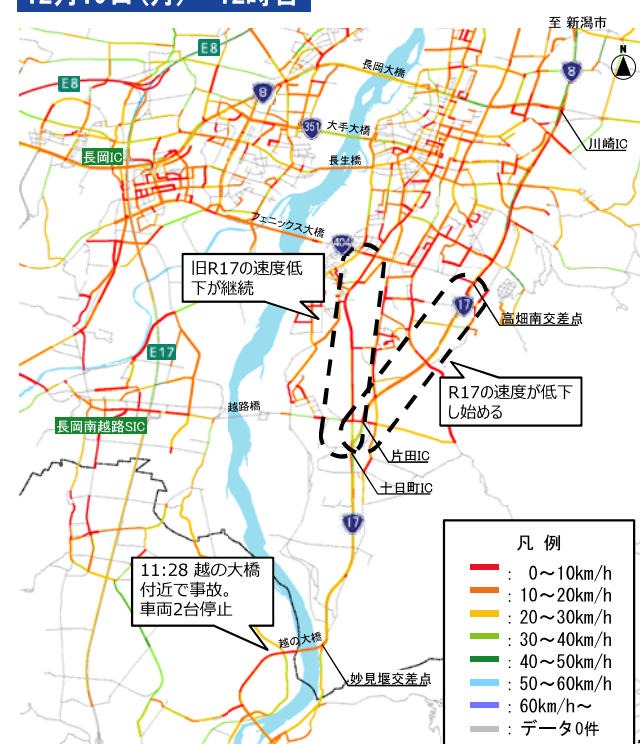 至 新潟市
N
E8
8
E8
8
長岡大橋
351
大手大橋
川崎IC
長岡IC
長生橋
フェニックス大橋
404
旧R17の速度低
下が継続
17
高畑南交差点
E17
R17の速度が低下
し始める
越路橋
長岡南越路SIC
片田IC
十日町IC
17
11:28 越の大橋
付近で事故。
車両2台停止
越の大橋
妙見堰交差点
凡 例
: 0～10km/h
: 10～20km/h
: 20～30km/h
: 30～40km/h
: 40～50km/h
: 50～60km/h
: 60km/h～
: データ0件